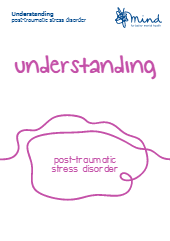 Understanding
post-traumatic stress disorder
mind
for better mental health
understanding
post-traumatic
stress disorder